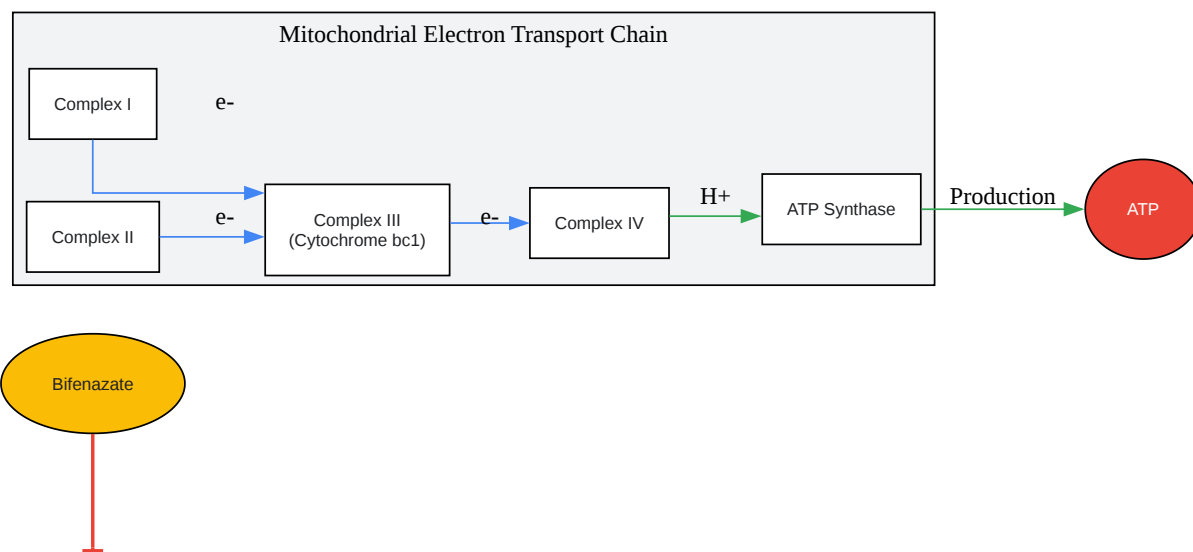 Mitochondrial Electron Transport Chain
Complex I
e-
Complex II
e-
Complex III
(Cytochrome bc1)
e-
Complex IV
H+
ATP Synthase
Production
ATP
Bifenazate